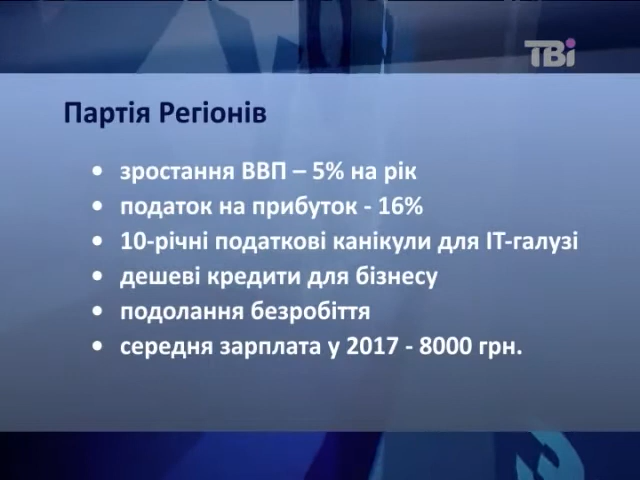 ТВі
Партія Регіонів
• зростання ВВП – 5% на рік
• податок на прибуток - 16%
• 10-річні податкові канікули для ІТ-галузі
• дешеві кредити для бізнесу
• подолання безробіття
• середня зарплата у 2017 - 8000 грн.